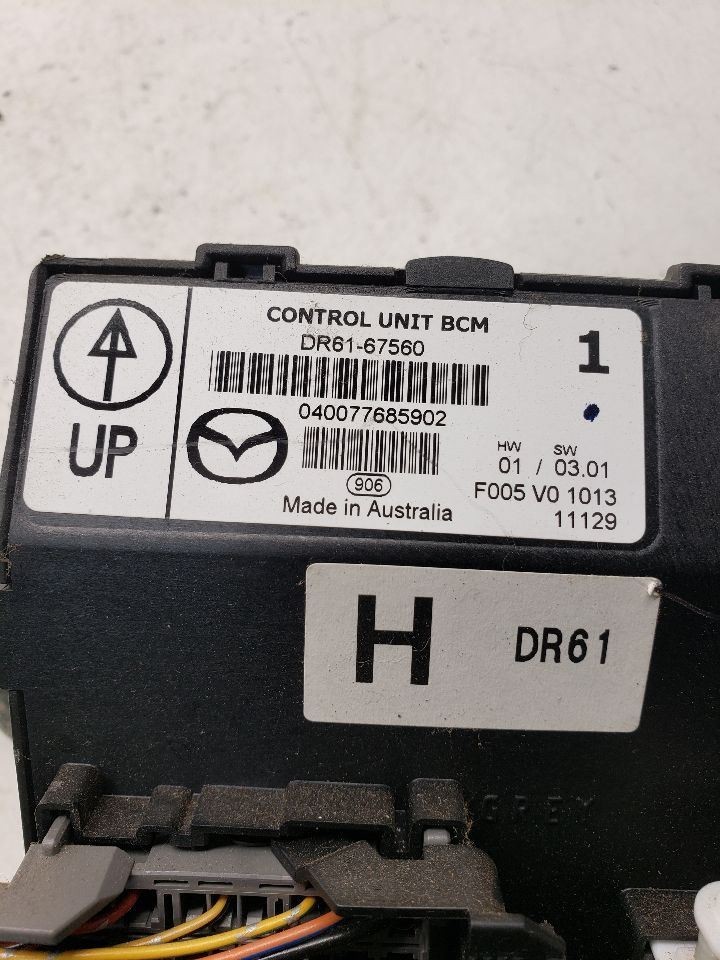 UP
CONTROL UNIT BCM
DR61-67560
040077685902
906
Made in Australia
1
HW SW
01 / 03.01
F005 V0 1013
11129
H DR61
GREY